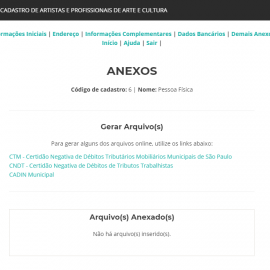 CADASTRO DE ARTISTAS E PROFISSIONAIS DE ARTE E CULTURA
rmações Iniciais | Endereço | Informações Complementares | Dados Bancários | Demais Anexo
Início | Ajuda | Sair |
ANEXOS
Código de cadastro: 6 | Nome: Pessoa Física
Gerar Arquivo(s)
Para gerar alguns dos arquivos online, utilize os links abaixo:
CTM - Certidão Negativa de Débitos Tributários Mobiliários Municipais de São Paulo
CNDT - Certidão Negativa de Débitos de Tributos Trabalhistas
CADIN Municipal
Arquivo(s) Anexado(s)
Não há arquivo(s) inserido(s).